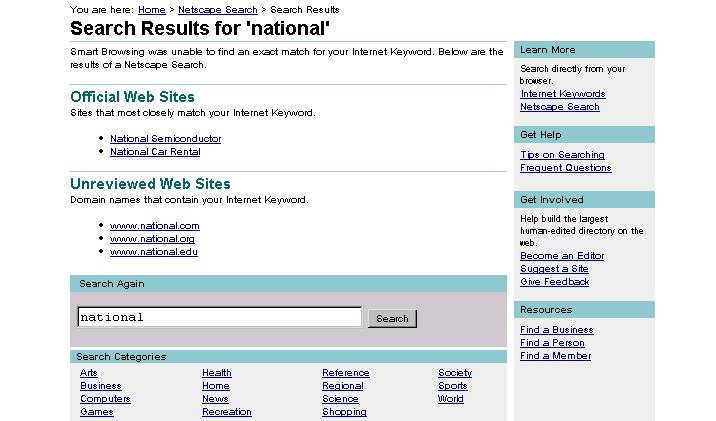 You are here: Home > Netscape Search > Search Results
Search Results for 'national'
Smart Browsing was unable to find an exact match for your Internet Keyword. Below are the
results of a Netscape Search.
Official Web Sites
Sites that most closely match your Internet Keyword.
• National Semiconductor
• National Car Rental
Unreviewed Web Sites
Domain names that contain your Internet Keyword.
• www.national.com
• www.national.org
• www.national.edu
Search Again
national
Search
Search Categories
Arts Health Reference Society
Business Home Regional Sports
Computers News Science World
Games Recreation Shopping
Learn More
Search directly from your
browser.
Internet Keywords
Netscape Search
Get Help
Tips on Searching
Frequent Questions
Get Involved
Help build the largest
human-edited directory on the
web.
Become an Editor
Suggest a Site
Give Feedback
Resources
Find a Business
Find a Person
Find a Member